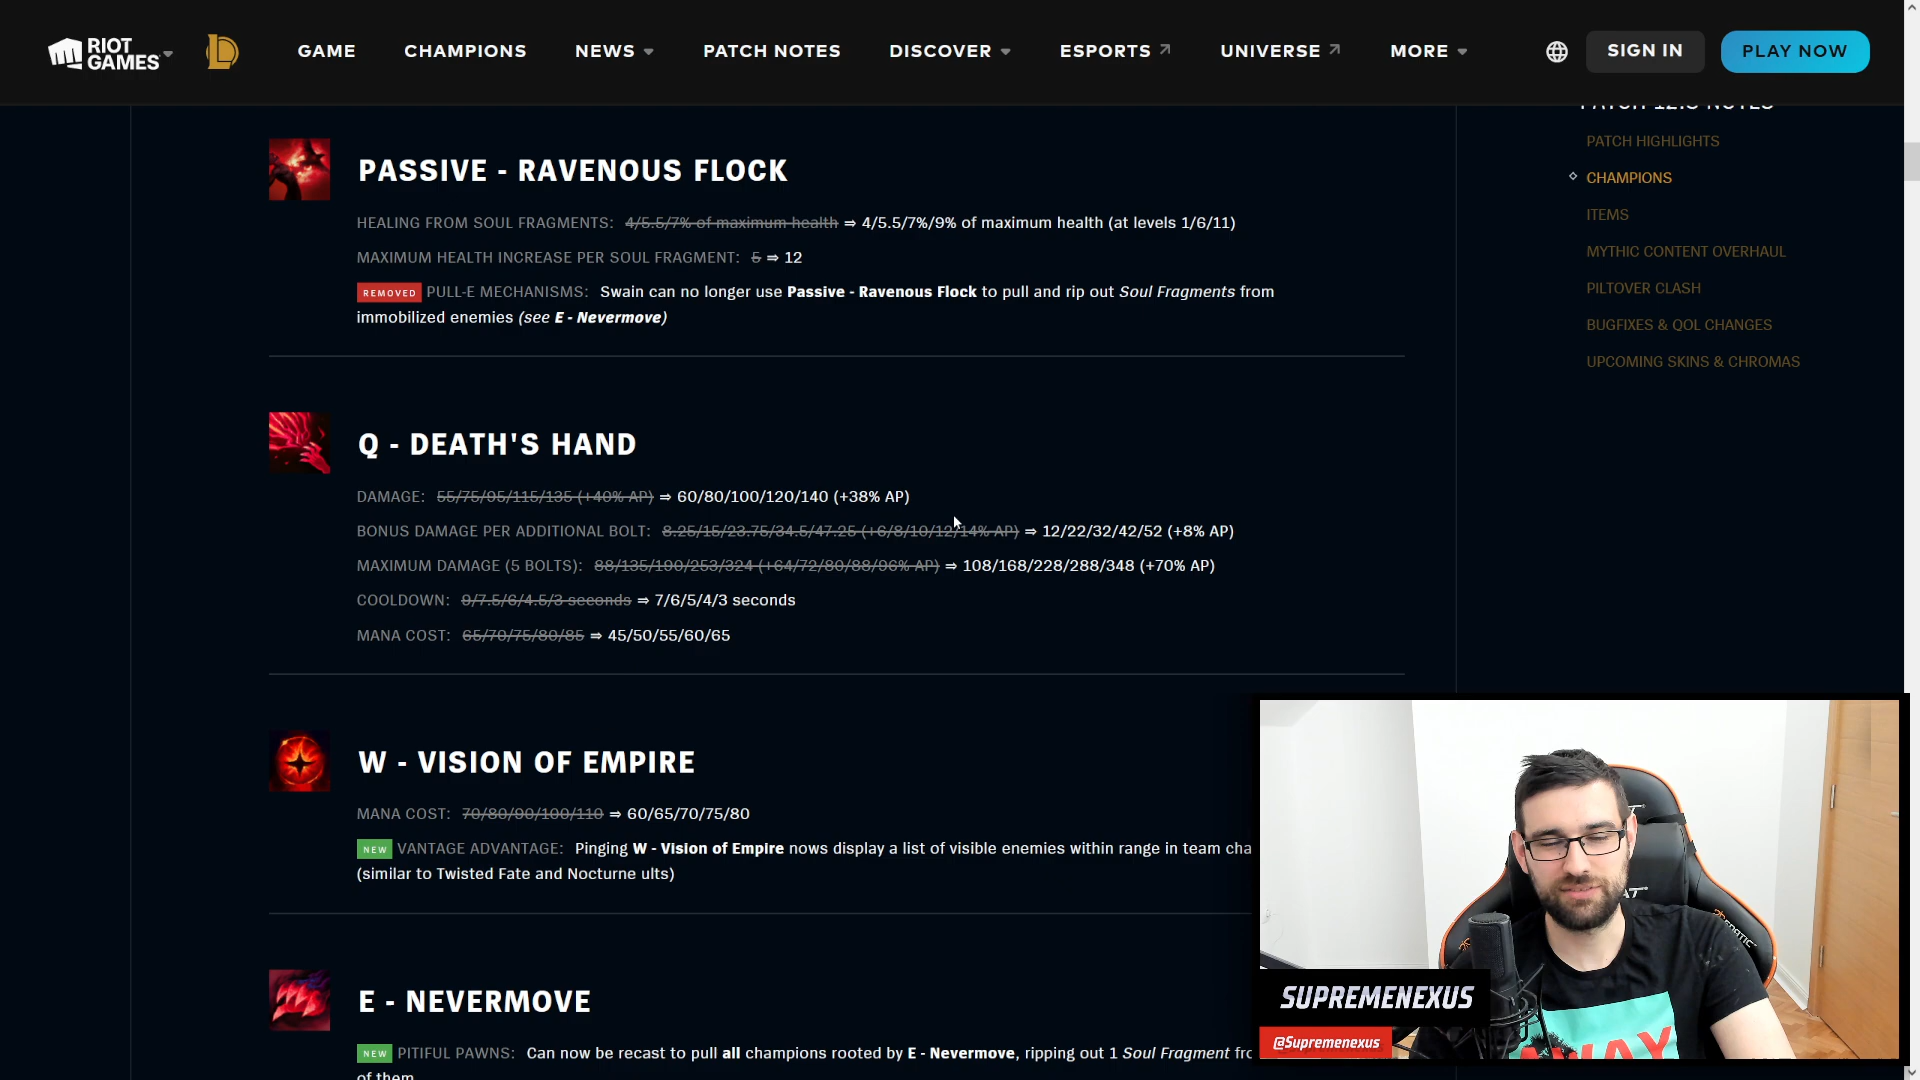 RIOT GAMES
GAME CHAMPIONS NEWS PATCH NOTES DISCOVER ESPORTS UNIVERSE MORE SIGN IN PLAY NOW
PATCH 12.8 NOTES
PATCH HIGHLIGHTS
CHAMPIONS
ITEMS
MYTHIC CONTENT OVERHAUL
PILTOVER CLASH
BUGFIXES & QOL CHANGES
UPCOMING SKINS & CHROMAS
PASSIVE - RAVENOUS FLOCK
HEALING FROM SOUL FRAGMENTS: 4/5.5/7% of maximum health ⇒ 4/5.5/7%/9% of maximum health (at levels 1/6/11)
MAXIMUM HEALTH INCREASE PER SOUL FRAGMENT: 5 ⇒ 12
REMOVED PULL-E MECHANISMS: Swain can no longer use Passive - Ravenous Flock to pull and rip out Soul Fragments from
immobilized enemies (see E - Nevermove)
Q - DEATH'S HAND
DAMAGE: 55/75/95/115/135 (+40% AP) ⇒ 60/80/100/120/140 (+38% AP)
BONUS DAMAGE PER ADDITIONAL BOLT: 8.25/15/23.75/34.5/47.25 (+6/8/10/12/14% AP) ⇒ 12/22/32/42/52 (+8% AP)
MAXIMUM DAMAGE (5 BOLTS): 88/135/190/253/324 (+64/72/80/88/96% AP) ⇒ 108/168/228/288/348 (+70% AP)
COOLDOWN: 9/7.5/6/4.5/3 seconds ⇒ 7/6/5/4/3 seconds
MANA COST: 65/70/75/80/85 ⇒ 45/50/55/60/65
W - VISION OF EMPIRE
MANA COST: 70/80/90/100/110 ⇒ 60/65/70/75/80
NEW VANTAGE ADVANTAGE: Pinging W - Vision of Empire nows display a list of visible enemies within range in team cha
(similar to Twisted Fate and Nocturne ults)
E - NEVERMOVE
NEW PITIFUL PAWNS: Can now be recast to pull all champions rooted by E - Nevermove, ripping out 1 Soul Fragment fr
of them
SUPREMENEXUS
@Supremenexus
AWAY